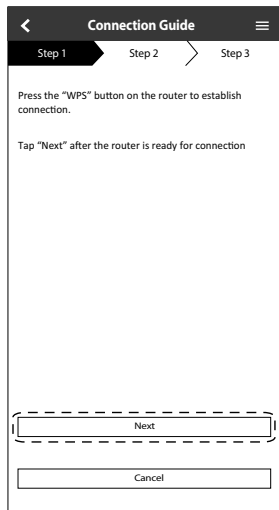 Connection Guide
Step 1
Step 2
Step 3
Press the “WPS” button on the router to establish
connection.
Tap “Next” after the router is ready for connection
Next
Cancel